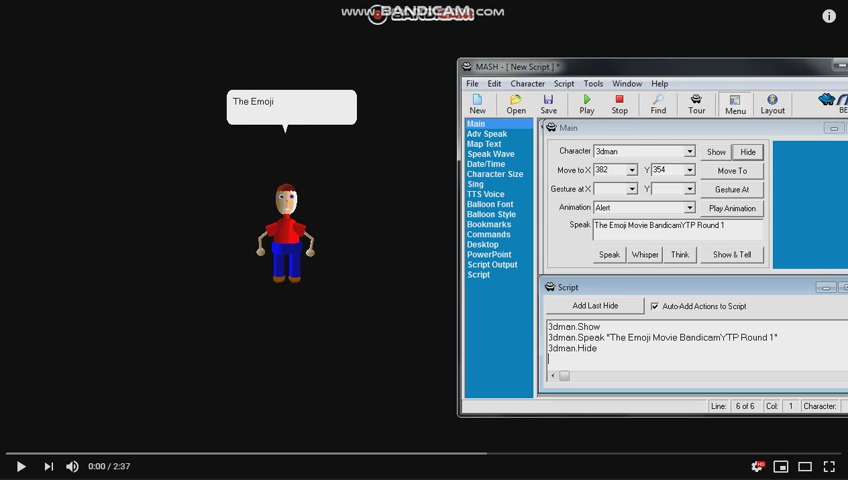 www.BANDICAM.COM
BANDICAM
The Emoji
MASH - [ New Script ] *
File Edit Character Script Tools Window Help
New Open Save Play Stop Find Tour Menu Layout BE
Main
Adv Speak
Map Text
Speak Wave
Date/Time
Character Size
Sing
TTS Voice
Balloon Font
Balloon Style
Bookmarks
Commands
Desktop
PowerPoint
Script Output
Script
Main
Character 3dman Show Hide
Move to X 382 Y 354 Move To
Gesture at X Y Gesture At
Animation Alert Play Animation
Speak The Emoji Movie BandicamYTP Round 1
Speak Whisper Think Show & Tell
Script
Add Last Hide Auto-Add Actions to Script
3dman.Show
3dman.Speak "The Emoji Movie BandicamYTP Round 1"
3dman.Hide
Line: 6 of 6 Col: 1 Character:
0:00 / 2:37
HD